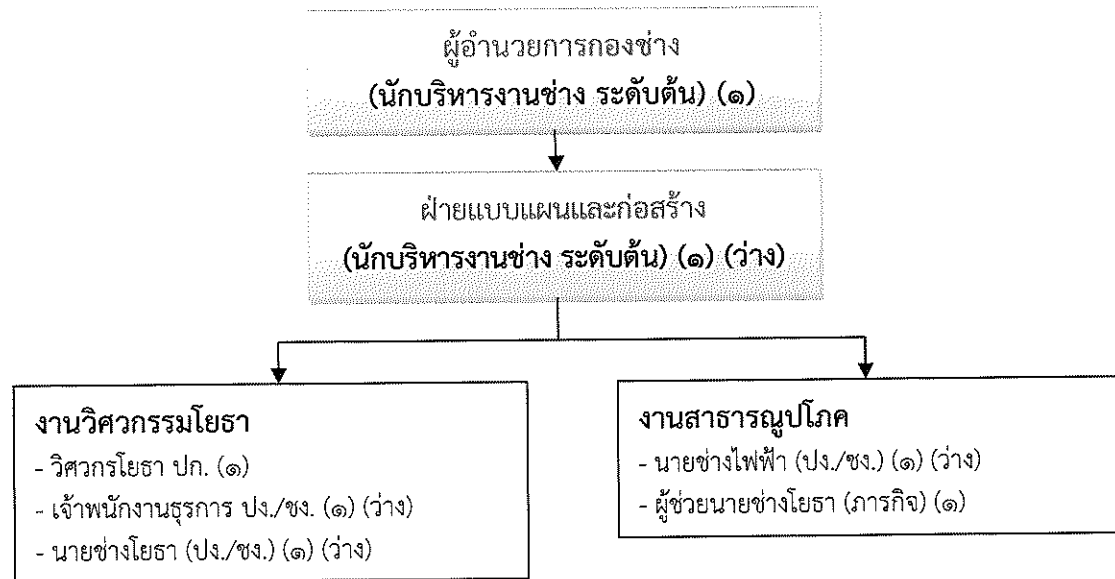 ผู้อำนวยการกองช่าง
(นักบริหารงานช่าง ระดับต้น) (๑)
ฝ่ายแบบแผนและก่อสร้าง
(นักบริหารงานช่าง ระดับต้น) (๑) (ว่าง)
งานวิศวกรรมโยธา
- วิศวกรโยธา ปก. (๑)
- เจ้าพนักงานธุรการ ปง./ชง. (๑) (ว่าง)
- นายช่างโยธา (ปง./ชง.) (๑) (ว่าง)
งานสาธารณูปโภค
- นายช่างไฟฟ้า (ปง./ชง.) (๑) (ว่าง)
- ผู้ช่วยนายช่างโยธา (ภารกิจ) (๑)